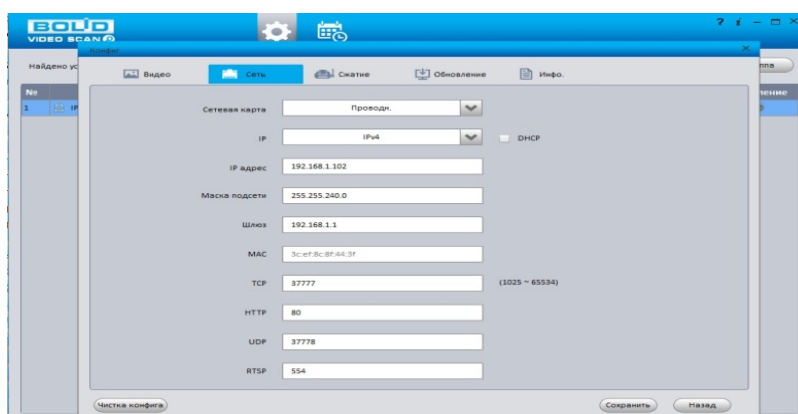 BOLID
VIDEO SCAN
? i
Конфиг
Найдено ус
Видео Сеть Сжатие Обновление Инфо.
ппа
№ ление
1 IP
Сетевая карта Проводн.
IP IPv4 DHCP
IP адрес 192.168.1.102
Маска подсети 255.255.240.0
Шлюз 192.168.1.1
MAC 3c:ef:8c:8f:44:3f
TCP 37777 (1025 ~ 65534)
HTTP 80
UDP 37778
RTSP 554
Чистка конфига Сохранить Назад